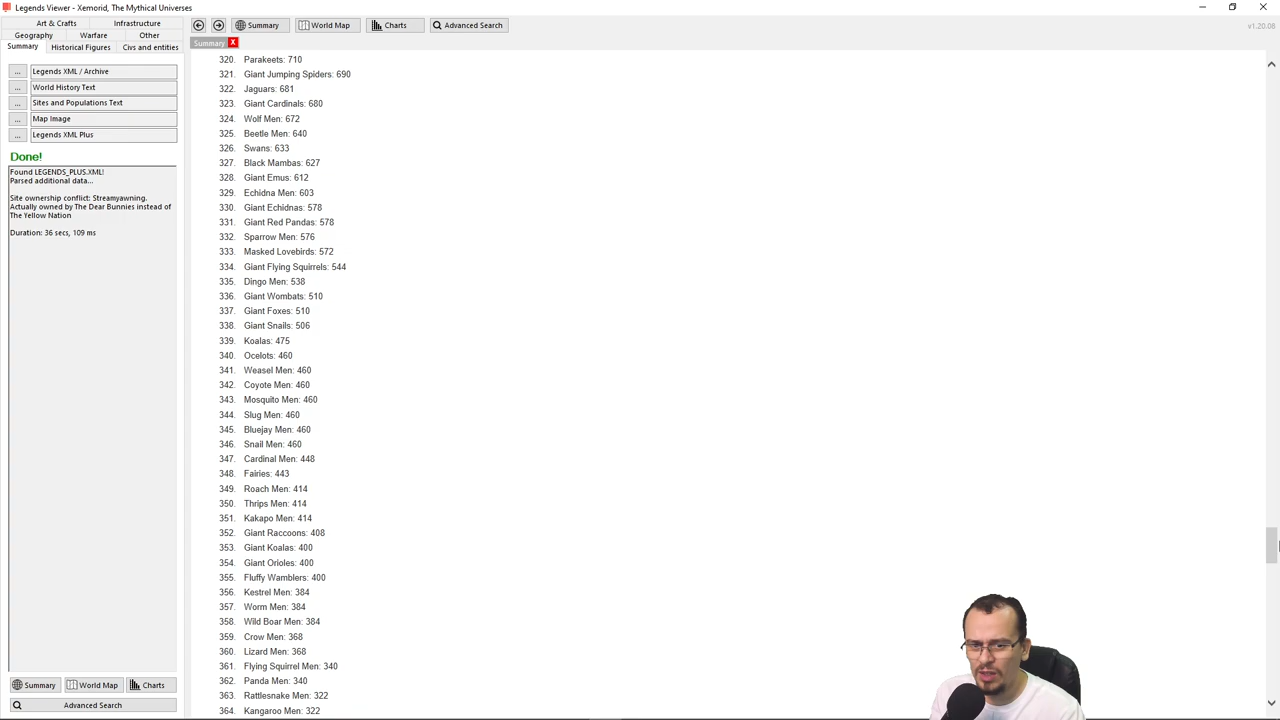 Legends Viewer - Xemorid, The Mythical Universes
Art & Crafts Infrastructure
Geography Warfare Other
Summary Historical Figures Civs and entities
Summary World Map Charts Advanced Search
v1.20.08
Summary X
... Legends XML / Archive
... World History Text
... Sites and Populations Text
... Map Image
... Legends XML Plus
Done!
Found LEGENDS_PLUS.XML!
Parsed additional data...
Site ownership conflict: Streamyawning.
Actually owned by The Dear Bunnies instead of
The Yellow Nation
Duration: 36 secs, 109 ms
Summary World Map Charts
Advanced Search
320. Parakeets: 710
321. Giant Jumping Spiders: 690
322. Jaguars: 681
323. Giant Cardinals: 680
324. Wolf Men: 672
325. Beetle Men: 640
326. Swans: 633
327. Black Mambas: 627
328. Giant Emus: 612
329. Echidna Men: 603
330. Giant Echidnas: 578
331. Giant Red Pandas: 578
332. Sparrow Men: 576
333. Masked Lovebirds: 572
334. Giant Flying Squirrels: 544
335. Dingo Men: 538
336. Giant Wombats: 510
337. Giant Foxes: 510
338. Giant Snails: 506
339. Koalas: 475
340. Ocelots: 460
341. Weasel Men: 460
342. Coyote Men: 460
343. Mosquito Men: 460
344. Slug Men: 460
345. Bluejay Men: 460
346. Snail Men: 460
347. Cardinal Men: 448
348. Fairies: 443
349. Roach Men: 414
350. Thrips Men: 414
351. Kakapo Men: 414
352. Giant Raccoons: 408
353. Giant Koalas: 400
354. Giant Orioles: 400
355. Fluffy Wamblers: 400
356. Kestrel Men: 384
357. Worm Men: 384
358. Wild Boar Men: 384
359. Crow Men: 368
360. Lizard Men: 368
361. Flying Squirrel Men: 340
362. Panda Men: 340
363. Rattlesnake Men: 322
364. Kangaroo Men: 322